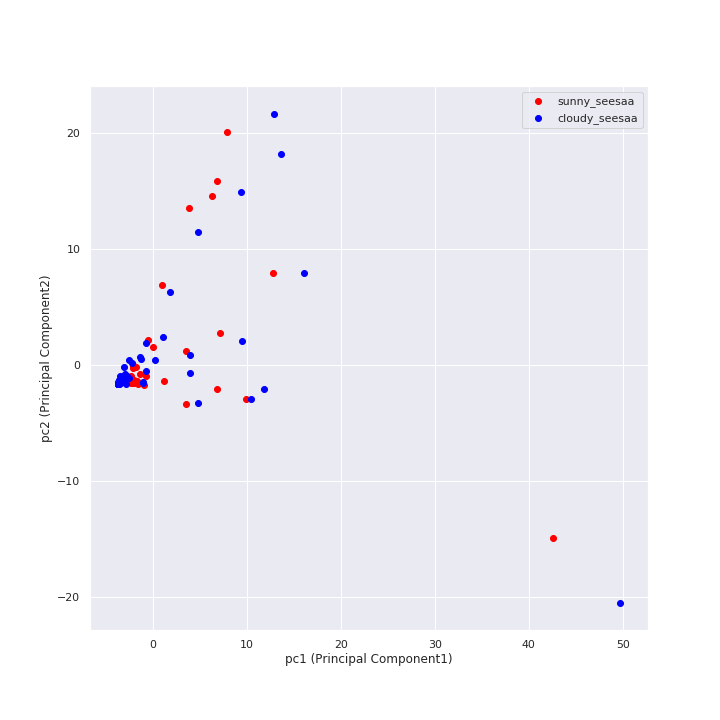 sunny_seesaa
cloudy_seesaa
20
10
0
−10
−20
pc2 (Principal Component2)
0 10 20 30 40 50
pc1 (Principal Component1)